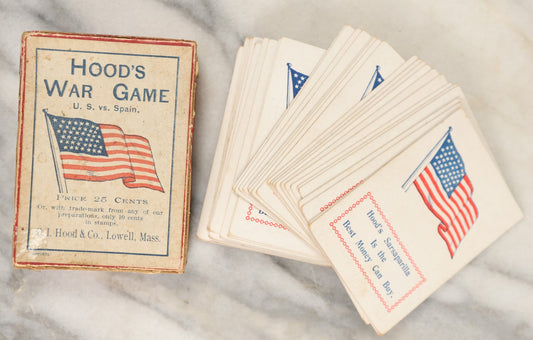 HOOD'S
WAR GAME
U. S. vs. Spain.
PRICE 25 CENTS
Or, with trade-mark from any of our
preparations, only 10 cents
in stamps.
I. HOOD & CO., LOWELL, MASS.
Hood's Sarsaparilla
Is the
Best Money Can Buy.